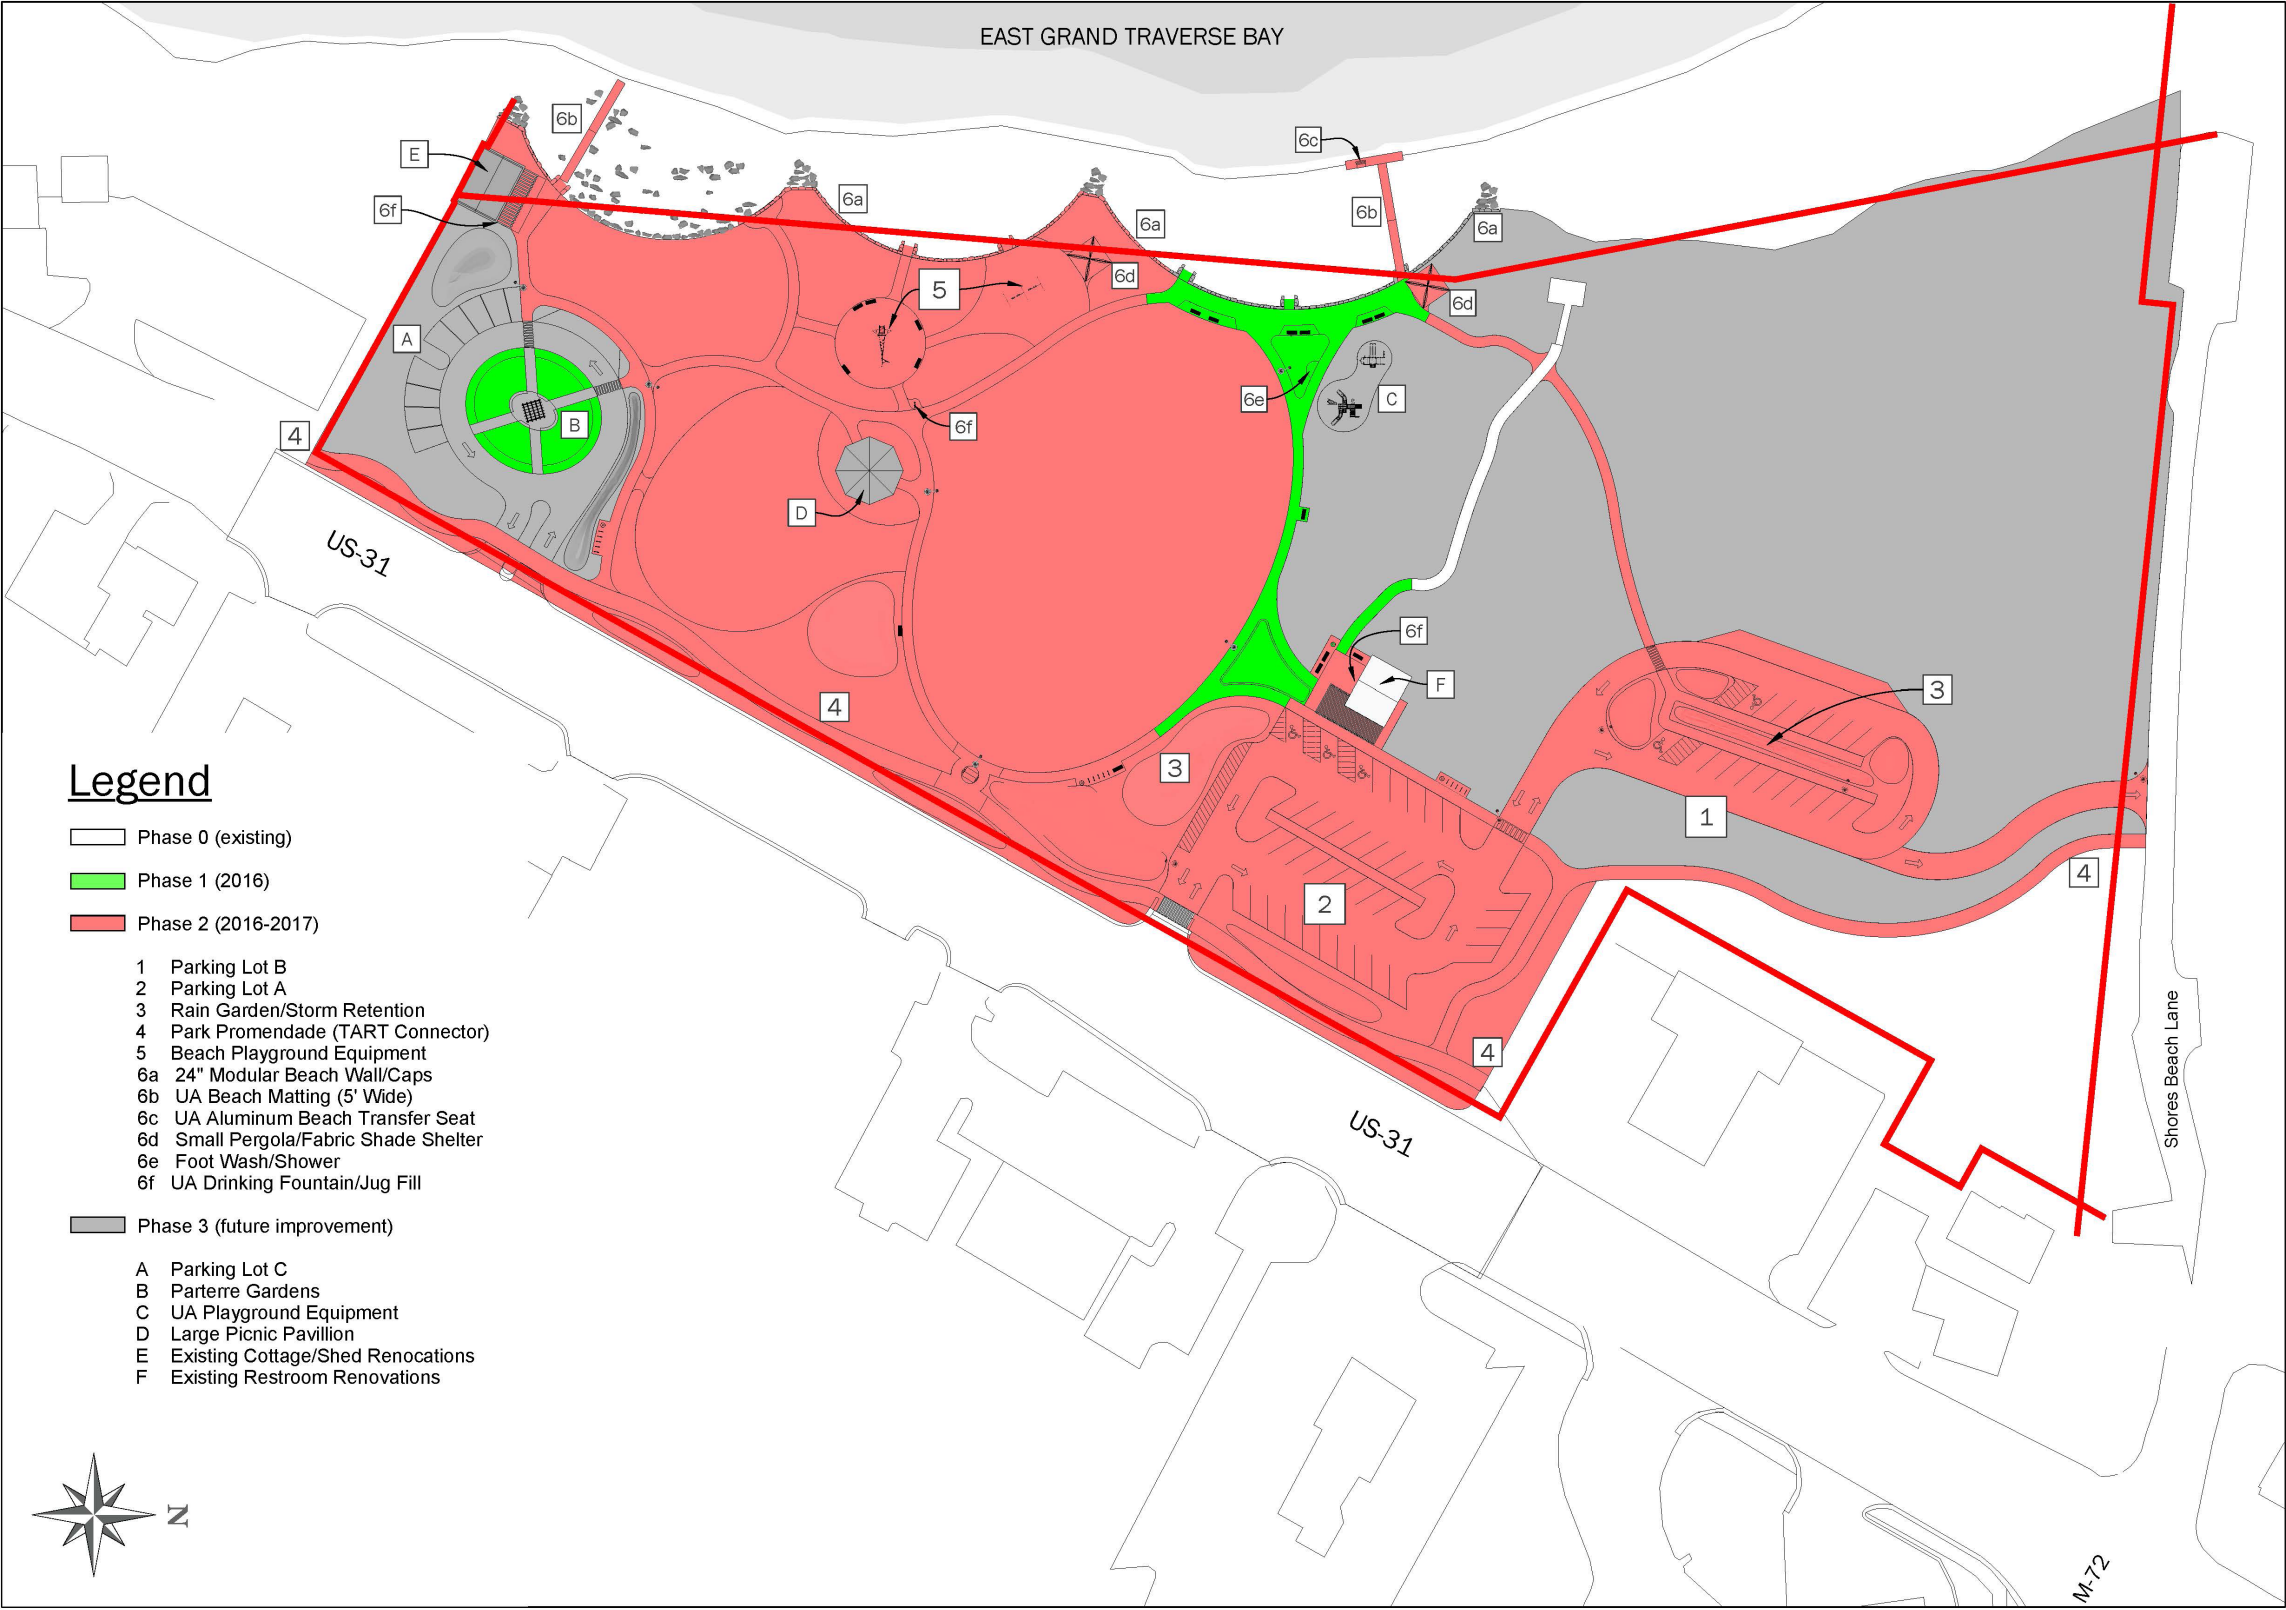 EAST GRAND TRAVERSE BAY
6b
E
6c
6a
6f
6b
6a
6a
6d
5
6d
A
6e
C
B
6f
4
D
US-31
6f
F
3
4
3
1
4
2
4
US-31
Shores Beach Lane
M-72
Legend
Phase 0 (existing)
Phase 1 (2016)
Phase 2 (2016-2017)
1 Parking Lot B
2 Parking Lot A
3 Rain Garden/Storm Retention
4 Park Promendade (TART Connector)
5 Beach Playground Equipment
6a 24" Modular Beach Wall/Caps
6b UA Beach Matting (5' Wide)
6c UA Aluminum Beach Transfer Seat
6d Small Pergola/Fabric Shade Shelter
6e Foot Wash/Shower
6f UA Drinking Fountain/Jug Fill
Phase 3 (future improvement)
A Parking Lot C
B Parterre Gardens
C UA Playground Equipment
D Large Picnic Pavillion
E Existing Cottage/Shed Renocations
F Existing Restroom Renovations
N